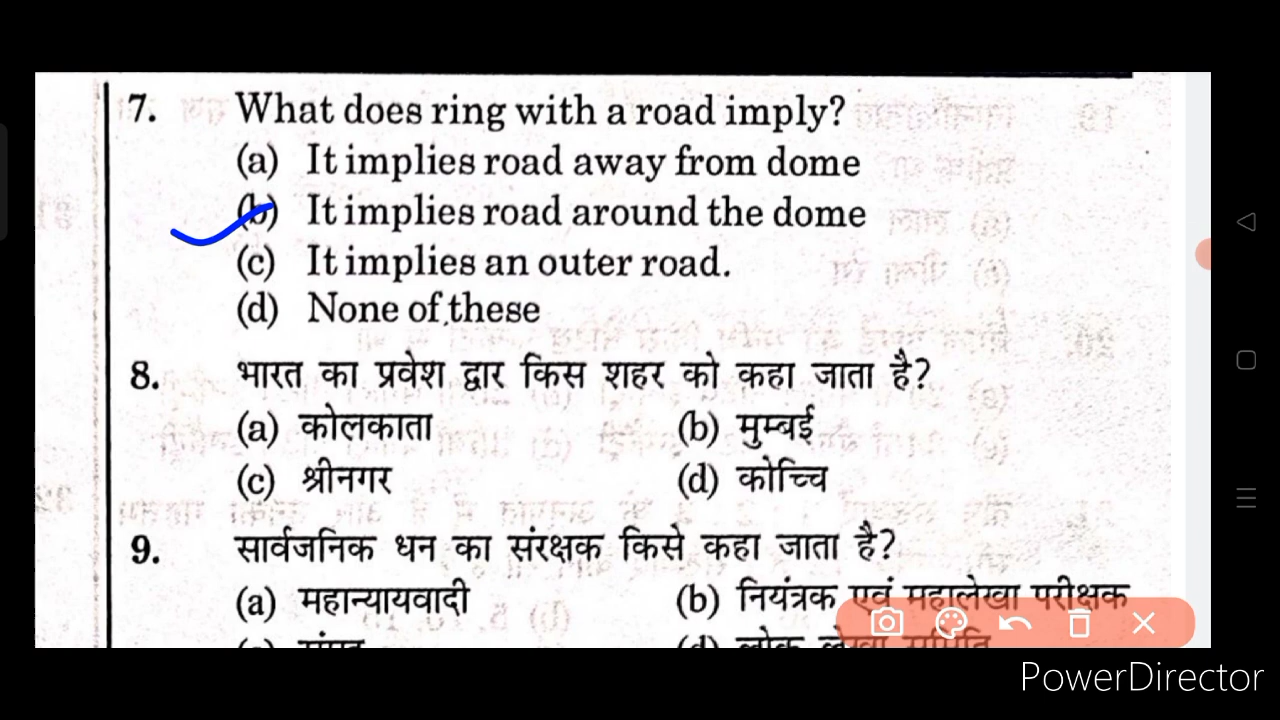 7. What does ring with a road imply?
(a) It implies road away from dome
(b) It implies road around the dome
(c) It implies an outer road.
(d) None of these
8. भारत का प्रवेश द्वार किस शहर को कहा जाता है?
(a) कोलकाता (b) मुम्बई
(c) श्रीनगर (d) कोच्चि
9. सार्वजनिक धन का संरक्षक किसे कहा जाता है?
(a) महान्यायवादी (b) नियंत्रक एवं महालेखा परीक्षक
(d) लोक लेखा समिति
PowerDirector